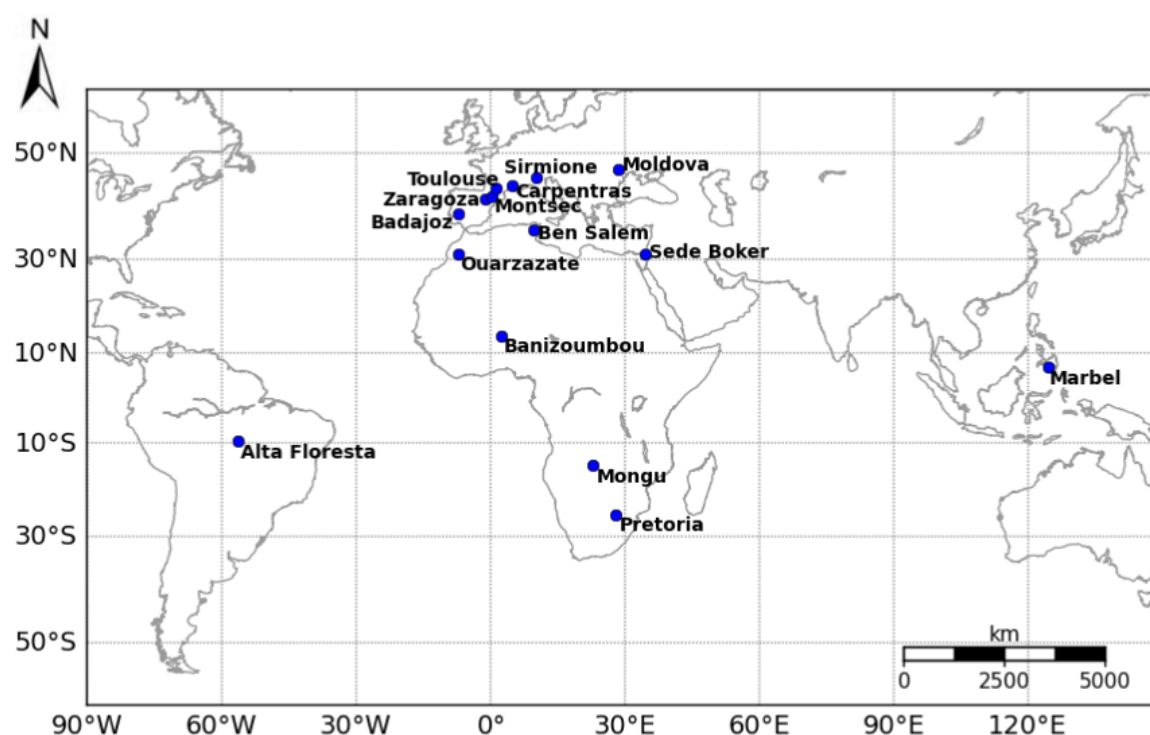 N
50°N
30°N
10°N
10°S
30°S
50°S
Sirmione
Moldova
Toulouse
Carpentras
Zaragoza
Montsec
Badajoz
Ben Salem
Sede Boker
Ouarzazate
Banizoumbou
Marbel
Alta Floresta
Mongu
Pretoria
km
0 2500 5000
90°W 60°W 30°W 0° 30°E 60°E 90°E 120°E